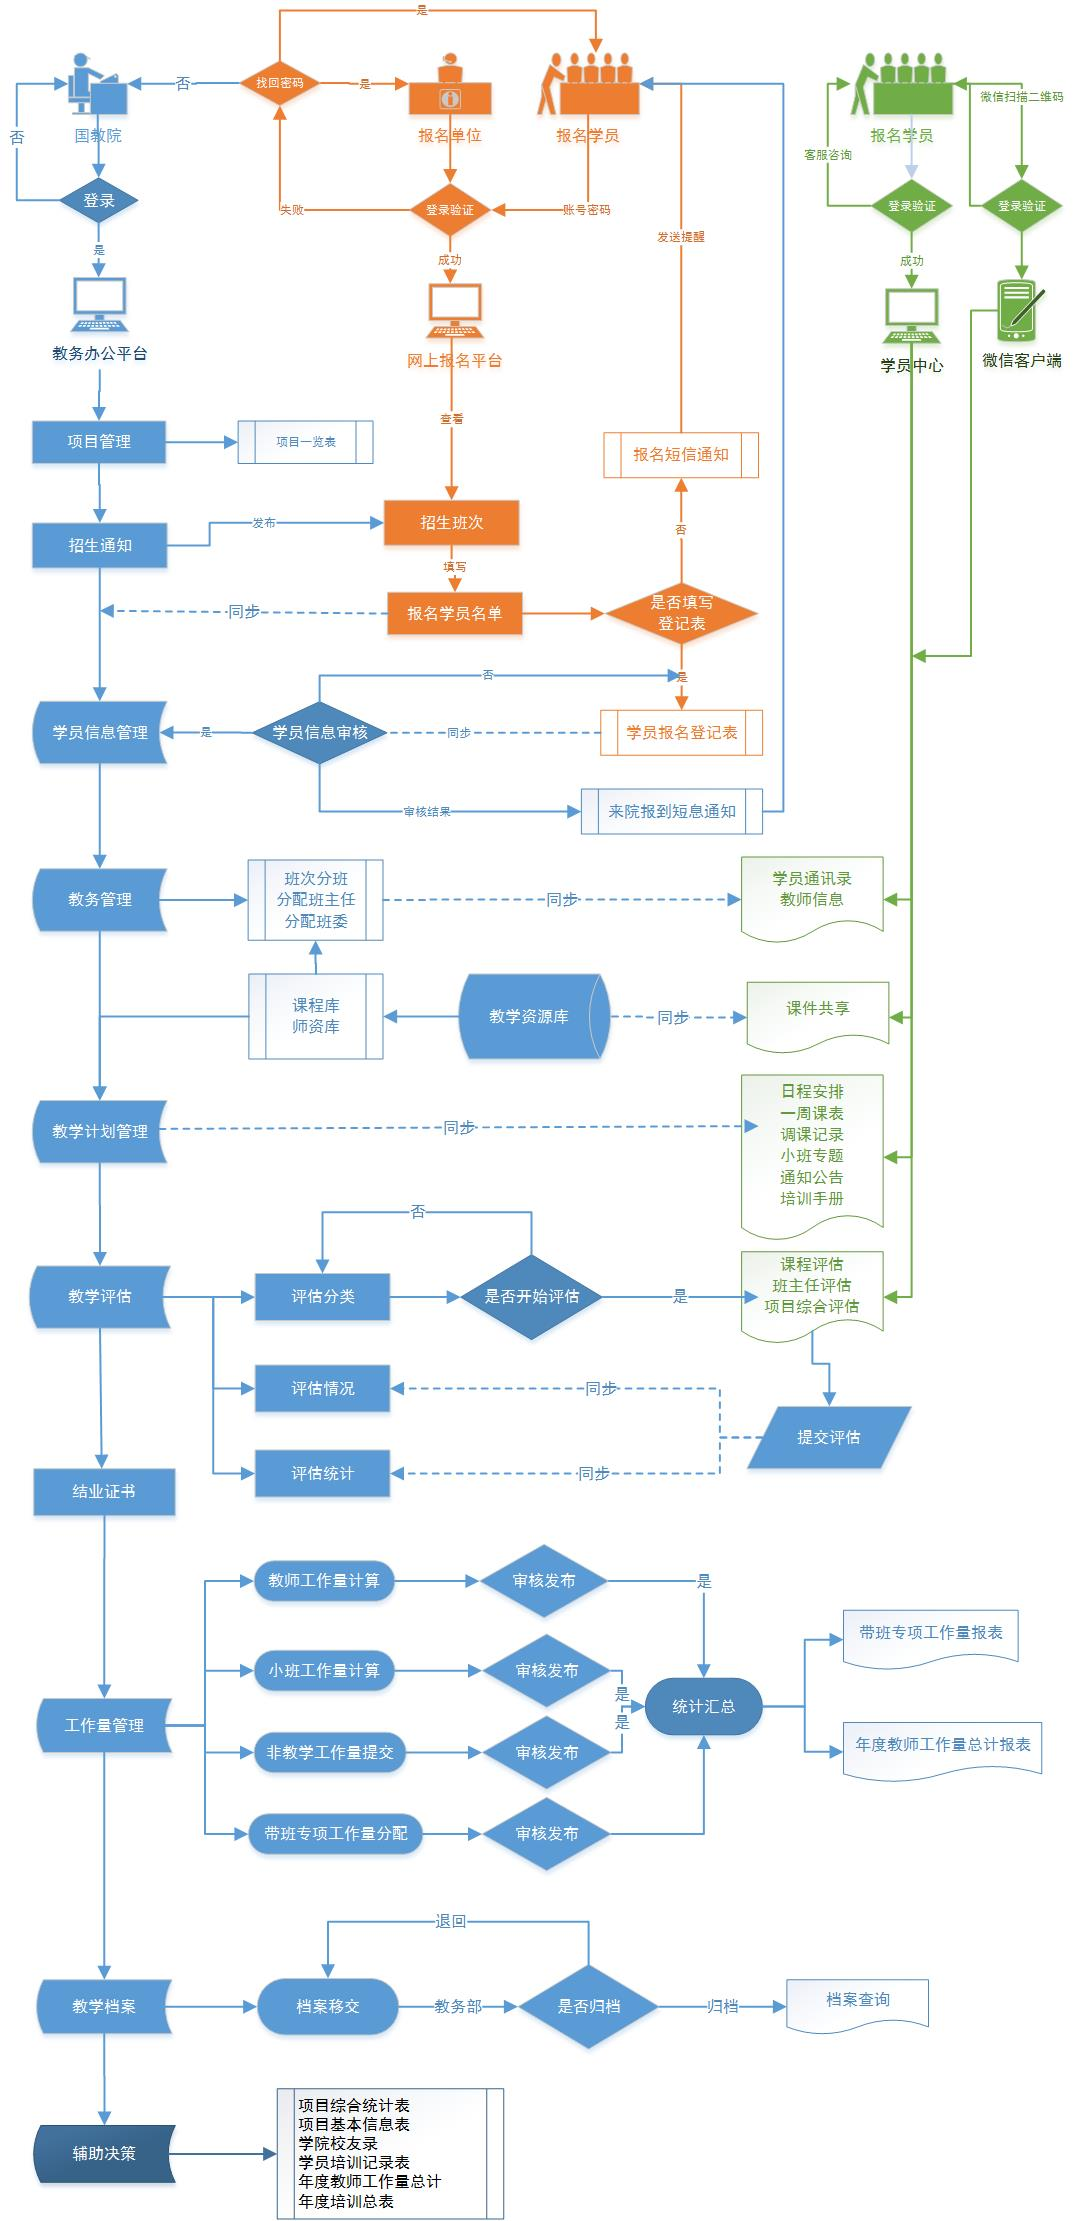 是
否
找回密码
是
微信扫描二维码
国教院
报名单位
报名学员
报名学员
否
客服咨询
登录
失败
登录验证
账号密码
登录验证
登录验证
发送提醒
是
成功
成功
教务办公平台
网上报名平台
学员中心
微信客户端
查看
项目管理
项目一览表
报名短信通知
招生通知
发布
招生班次
否
填写
同步
报名学员名单
是否填写
登记表
否
是
学员信息管理
是
学员信息审核
同步
学员报名登记表
审核结果
来院报到短息通知
教务管理
班次分班
分配班主任
分配班委
同步
学员通讯录
教师信息
课程库
师资库
教学资源库
同步
课件共享
教学计划管理
同步
日程安排
一周课表
调课记录
小班专题
通知公告
培训手册
否
教学评估
评估分类
是否开始评估
是
课程评估
班主任评估
项目综合评估
评估情况
同步
提交评估
评估统计
同步
结业证书
教师工作量计算
审核发布
是
小班工作量计算
审核发布
是
带班专项工作量报表
工作量管理
统计汇总
是
非教学工作量提交
审核发布
年度教师工作量总计报表
带班专项工作量分配
审核发布
退回
教学档案
档案移交
教务部
是否归档
归档
档案查询
辅助决策
项目综合统计表
项目基本信息表
学院校友录
学员培训记录表
年度教师工作量总计
年度培训总表